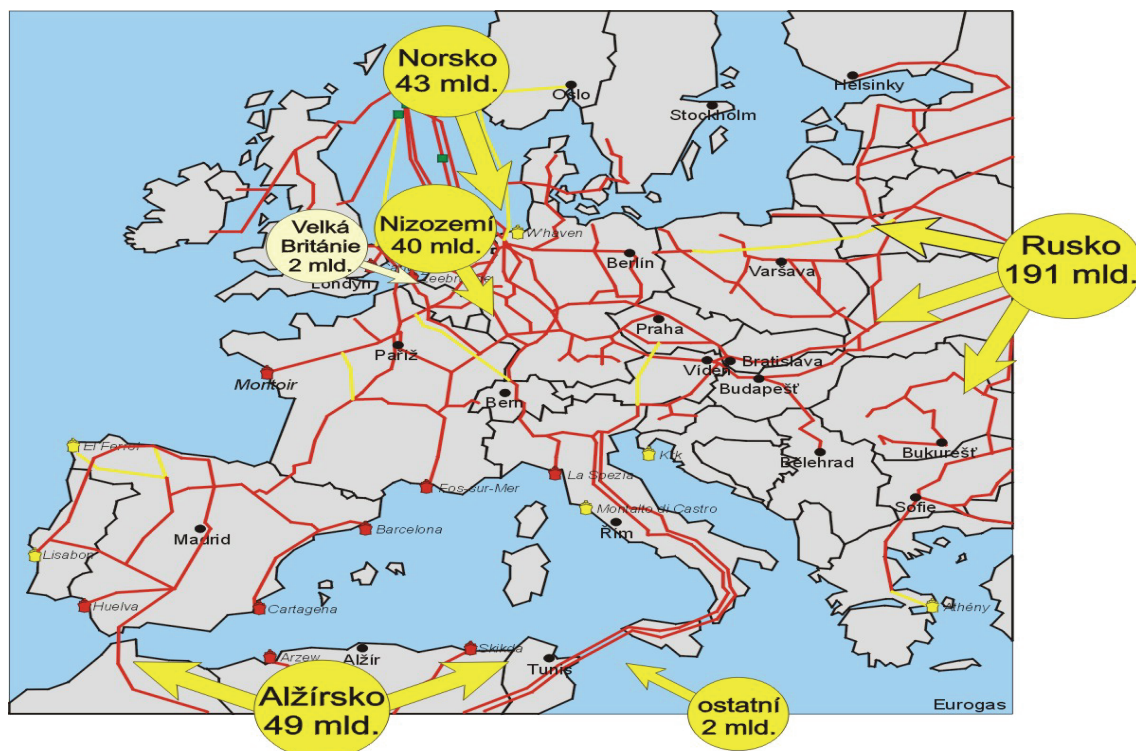 Norsko
43 mld.
Oslo
Helsinky
Stockholm
Velká
Británie
2 mld.
Nizozemí
40 mld.
W'haven
Rusko
191 mld.
Berlín
Varšava
Londýn
Praha
Paříž
Bratislava
Vídeň
Budapešť
Montoir
Bern
El Ferrol
Krk
Bělehrad
Bukurešť
La Spezia
Fos-sur-Mer
Montalto di Castro
Sofie
Řím
Madrid
Barcelona
Lisabon
Huelva
Cartagena
Athény
Arzew
Alžír
Skikda
Tunis
Alžírsko
49 mld.
ostatní
2 mld.
Eurogas